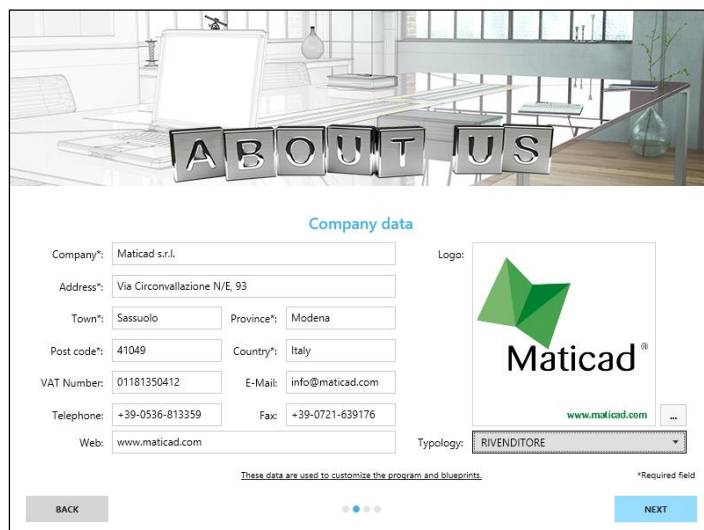 ABOUT US
Company data
Company*: Maticad s.r.l.
Logo:
Address*: Via Circonvallazione N/E, 93
Town*: Sassuolo Province*: Modena
Post code*: 41049 Country*: Italy
Maticad ®
VAT Number: 01181350412 E-Mail: info@maticad.com
Telephone: +39-0536-813359 Fax: +39-0721-639176
www.maticad.com ...
Web: www.maticad.com
Typology: RIVENDITORE
These data are used to customize the program and blueprints.
*Required field
BACK
NEXT